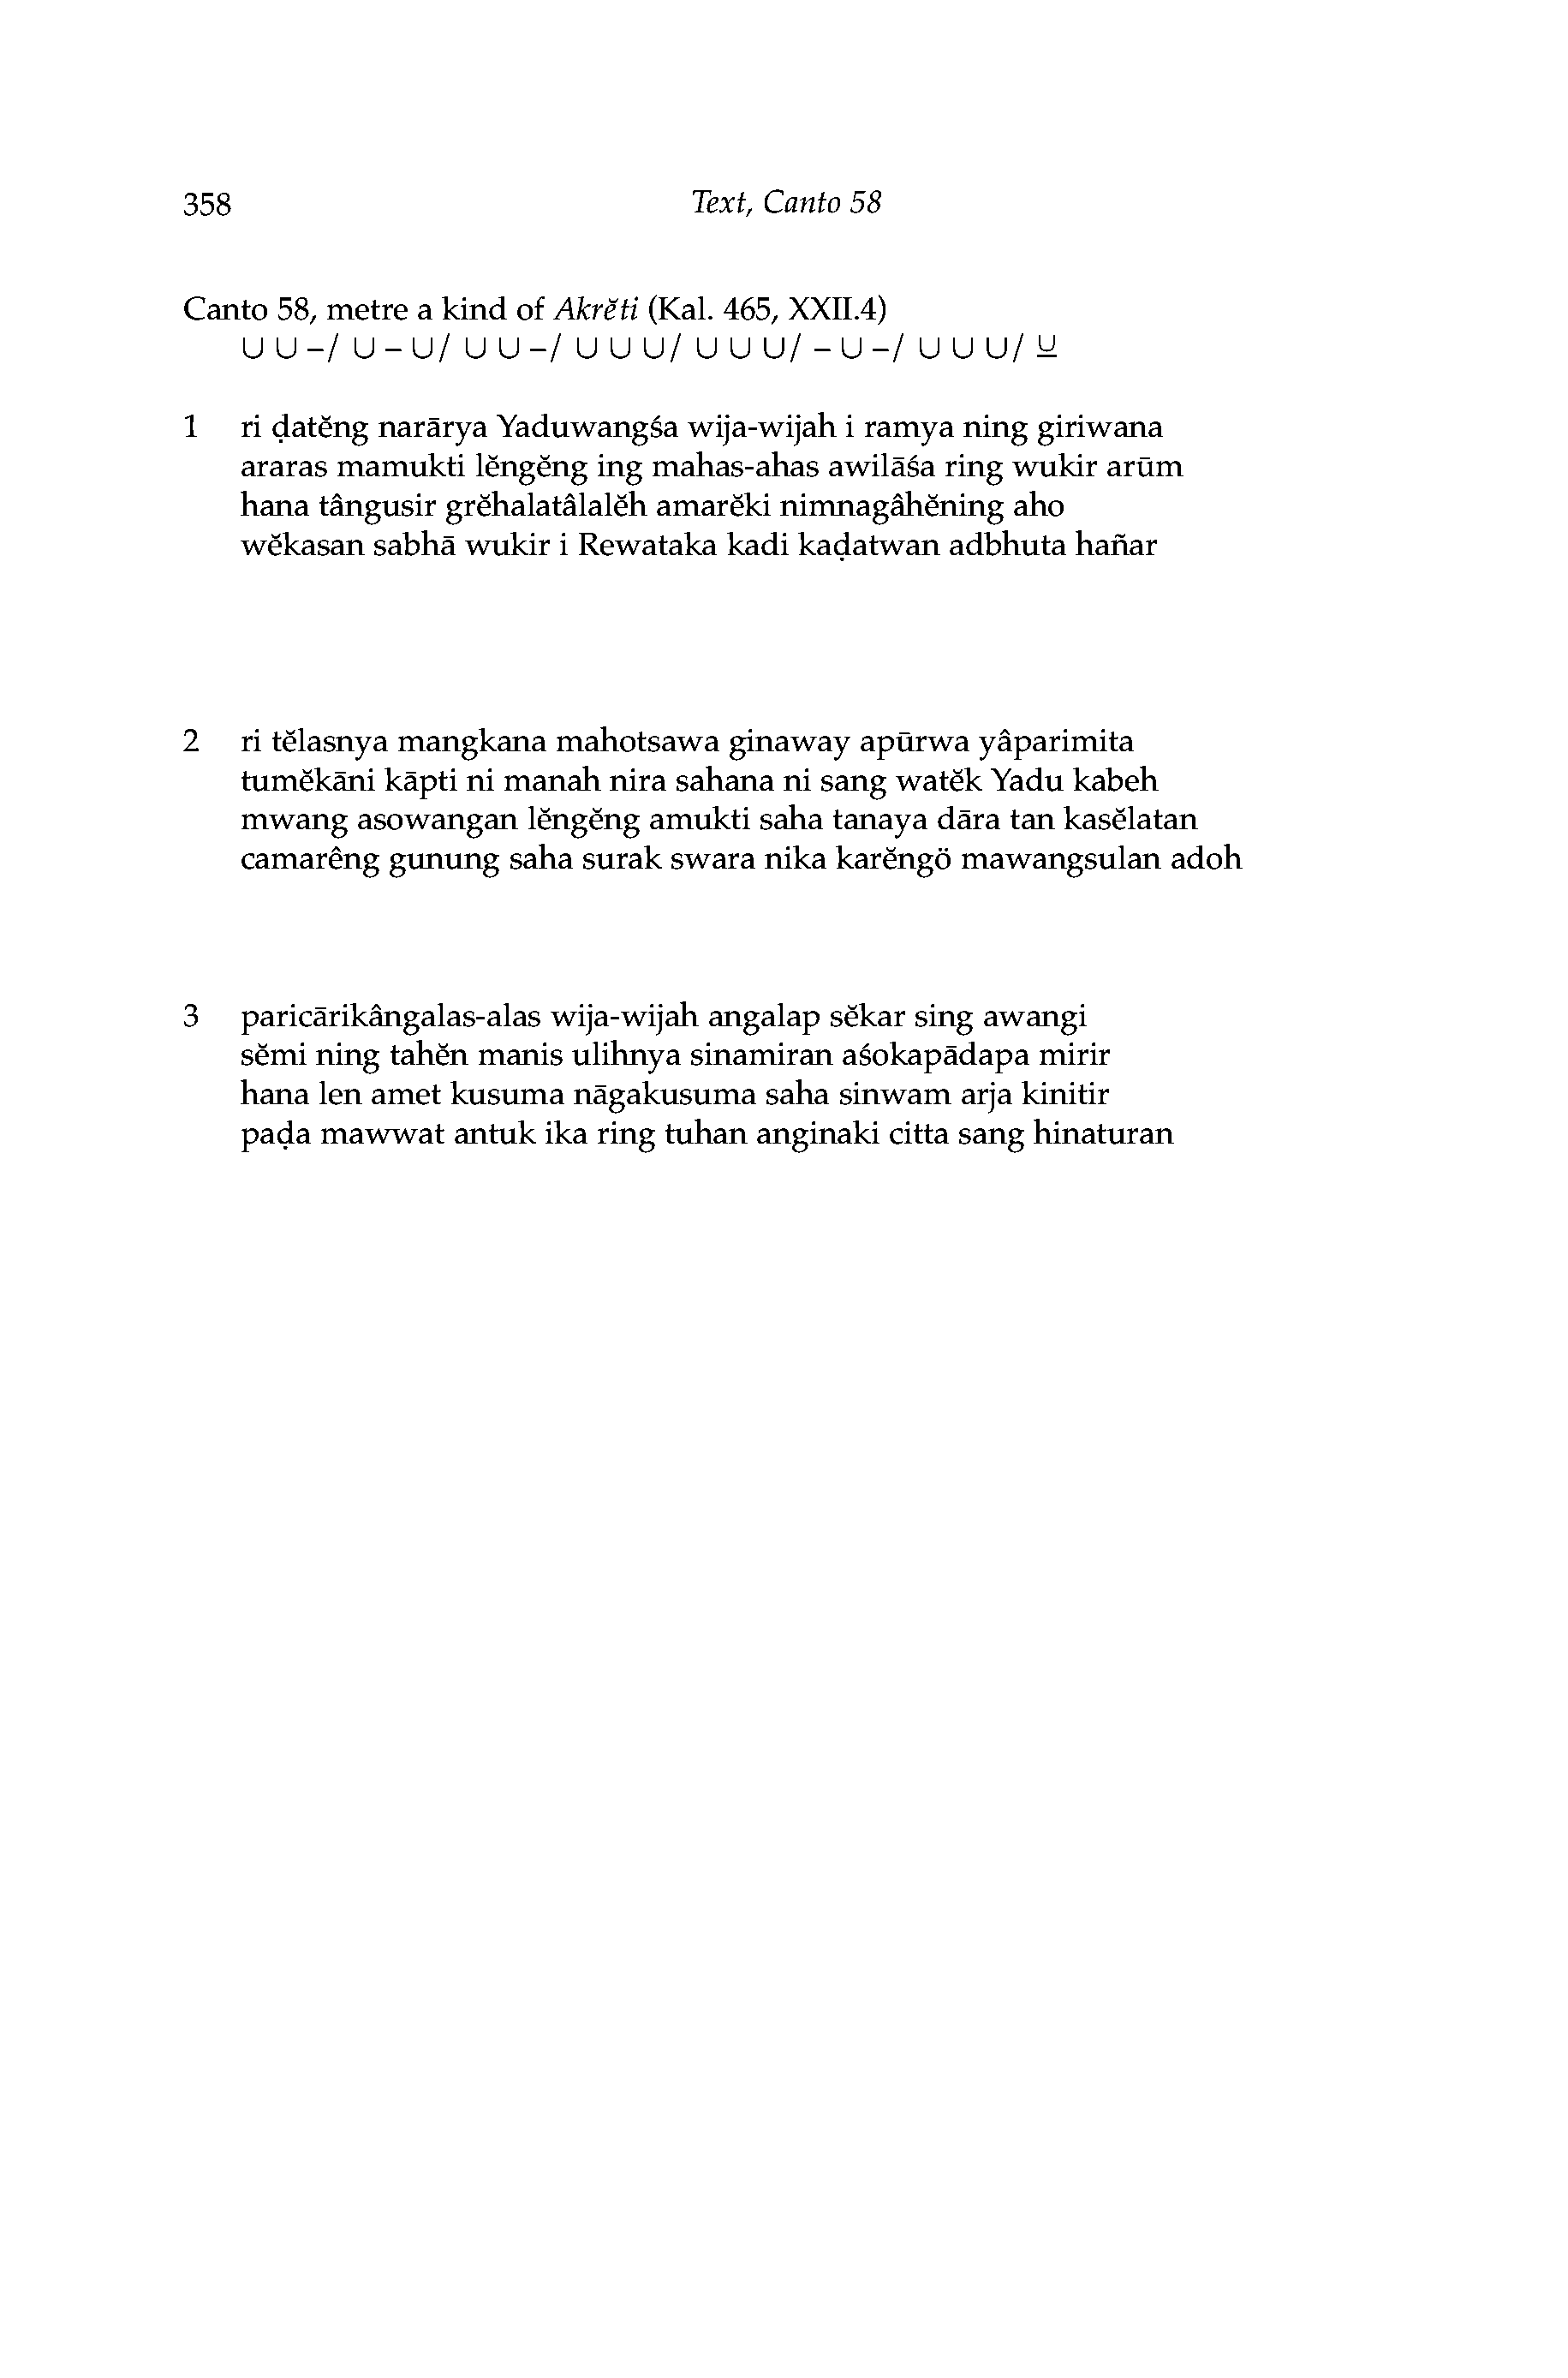 358 Text, Canto 58
Canto 58, metre a kind of Akrĕti (Kal. 465, XXII.4)
∪ ∪ –/ ∪ – ∪/ ∪ ∪ –/ ∪ ∪ ∪/ ∪ ∪ ∪/ – ∪ –/ ∪ ∪ ∪/ ⊻
1 ri ḍatĕng narārya Yaduwangśa wija-wijah i ramya ning giriwana
araras mamukti lĕngĕng ing mahas-ahas awilāśa ring wukir arūm
hana tângusir grĕhalatâlalĕh amarĕki nimnagâhĕning aho
wĕkasan sabhā wukir i Rewataka kadi kaḍatwan adbhuta hañar
2 ri tĕlasnya mangkana mahotsawa ginaway apūrwa yâparimita
tumĕkāni kāpti ni manah nira sahana ni sang watĕk Yadu kabeh
mwang asowangan lĕngĕng amukti saha tanaya dāra tan kasĕlatan
camarêng gunung saha surak swara nika karĕngö mawangsulan adoh
3 paricārikângalas-alas wija-wijah angalap sĕkar sing awangi
sĕmi ning tahĕn manis ulihnya sinamiran aśokapādapa mirir
hana len amet kusuma nāgakusuma saha sinwam arja kinitir
paḍa mawwat antuk ika ring tuhan anginaki citta sang hinaturan